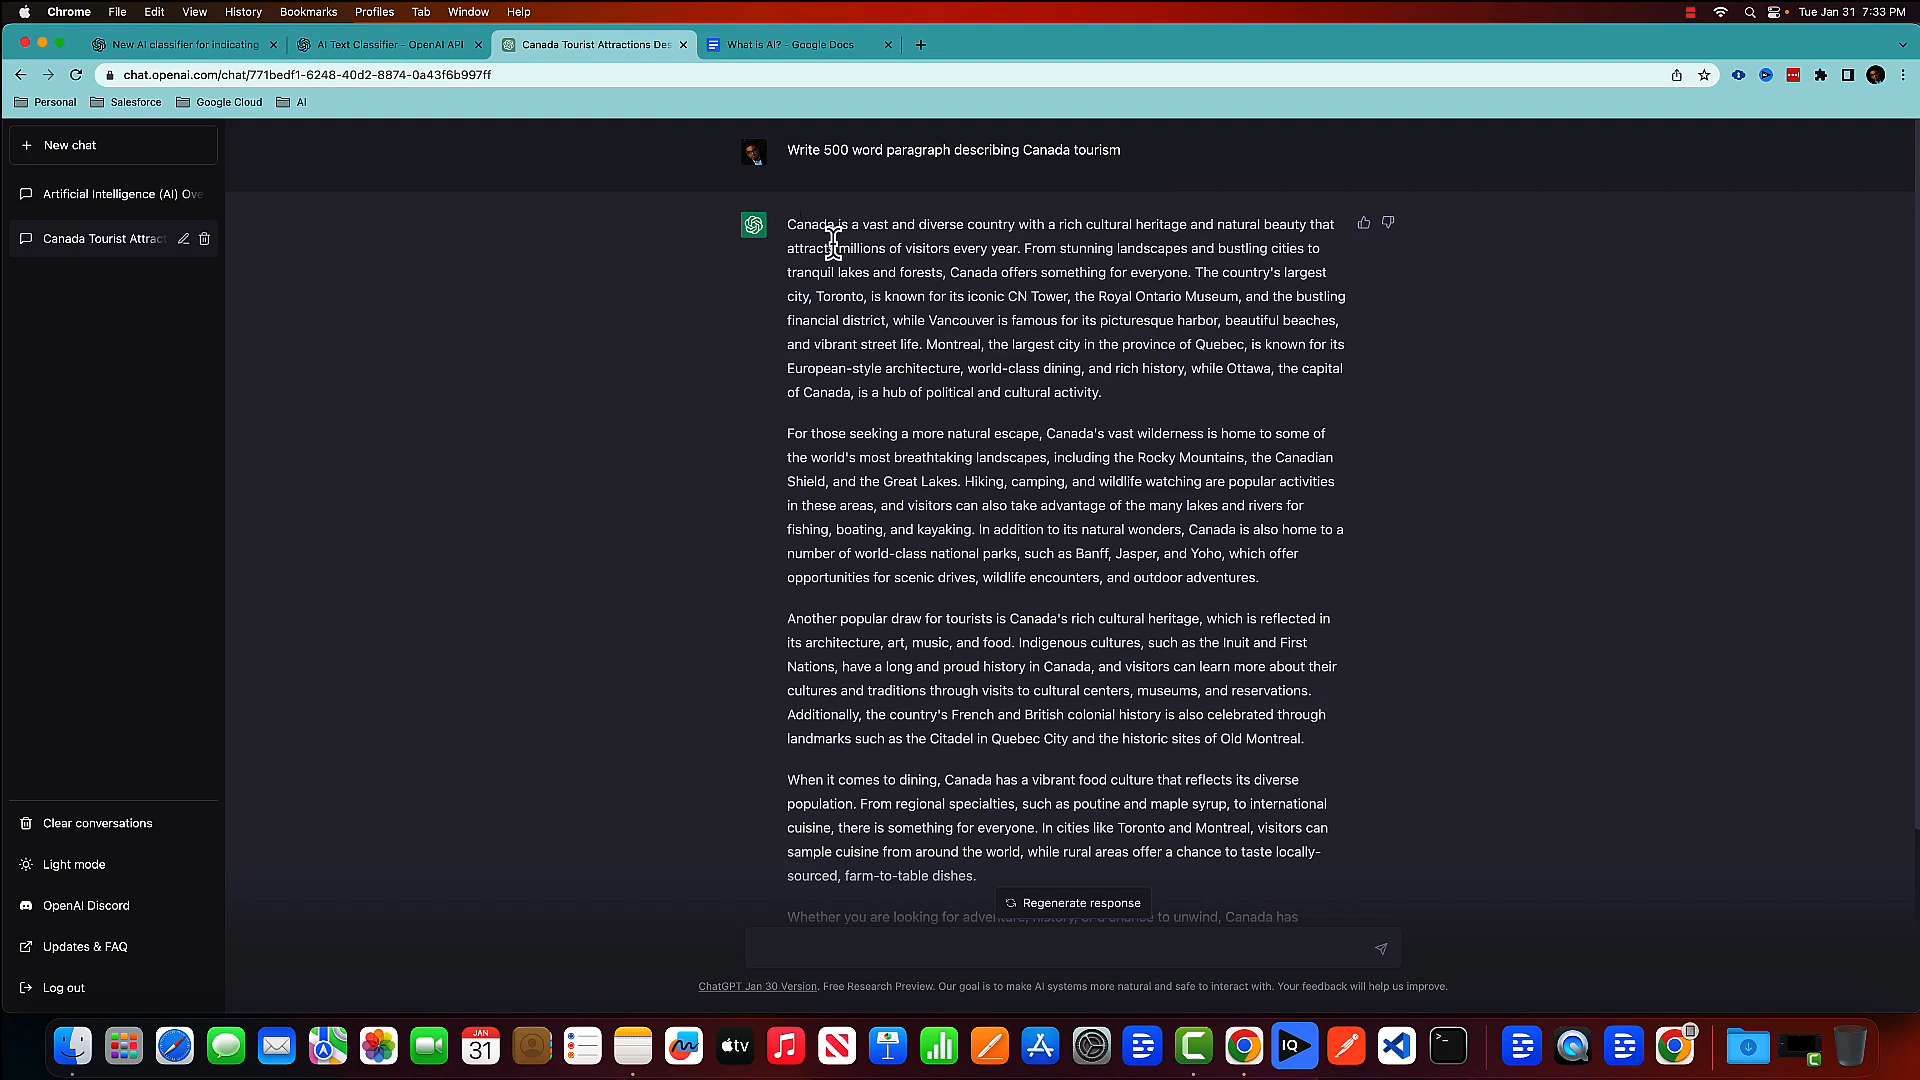 Chrome File Edit View History Bookmarks Profiles Tab Window Help Tue Jan 31 7:33 PM
New AI classifier for indicating
AI Text Classifier - OpenAI API
Canada Tourist Attractions Des
What is AI? - Google Docs
chat.openai.com/chat/771bedf1-6248-40d2-8874-0a43f6b997ff
Personal Salesforce Google Cloud AI
New chat
Artificial Intelligence (AI) Ove
Canada Tourist Attract
Write 500 word paragraph describing Canada tourism
Canada is a vast and diverse country with a rich cultural heritage and natural beauty that
attracts millions of visitors every year. From stunning landscapes and bustling cities to
tranquil lakes and forests, Canada offers something for everyone. The country's largest
city, Toronto, is known for its iconic CN Tower, the Royal Ontario Museum, and the bustling
financial district, while Vancouver is famous for its picturesque harbor, beautiful beaches,
and vibrant street life. Montreal, the largest city in the province of Quebec, is known for its
European-style architecture, world-class dining, and rich history, while Ottawa, the capital
of Canada, is a hub of political and cultural activity.
For those seeking a more natural escape, Canada's vast wilderness is home to some of
the world's most breathtaking landscapes, including the Rocky Mountains, the Canadian
Shield, and the Great Lakes. Hiking, camping, and wildlife watching are popular activities
in these areas, and visitors can also take advantage of the many lakes and rivers for
fishing, boating, and kayaking. In addition to its natural wonders, Canada is also home to a
number of world-class national parks, such as Banff, Jasper, and Yoho, which offer
opportunities for scenic drives, wildlife encounters, and outdoor adventures.
Another popular draw for tourists is Canada's rich cultural heritage, which is reflected in
its architecture, art, music, and food. Indigenous cultures, such as the Inuit and First
Nations, have a long and proud history in Canada, and visitors can learn more about their
cultures and traditions through visits to cultural centers, museums, and reservations.
Additionally, the country's French and British colonial history is also celebrated through
landmarks such as the Citadel in Quebec City and the historic sites of Old Montreal.
When it comes to dining, Canada has a vibrant food culture that reflects its diverse
population. From regional specialties, such as poutine and maple syrup, to international
cuisine, there is something for everyone. In cities like Toronto and Montreal, visitors can
sample cuisine from around the world, while rural areas offer a chance to taste locally-
sourced, farm-to-table dishes.
Whether you are looking for adventure, history, or a chance to unwind, Canada has
Regenerate response
Clear conversations
Light mode
OpenAI Discord
Updates & FAQ
Log out
ChatGPT Jan 30 Version. Free Research Preview. Our goal is to make AI systems more natural and safe to interact with. Your feedback will help us improve.
JAN
31
tv
IQ